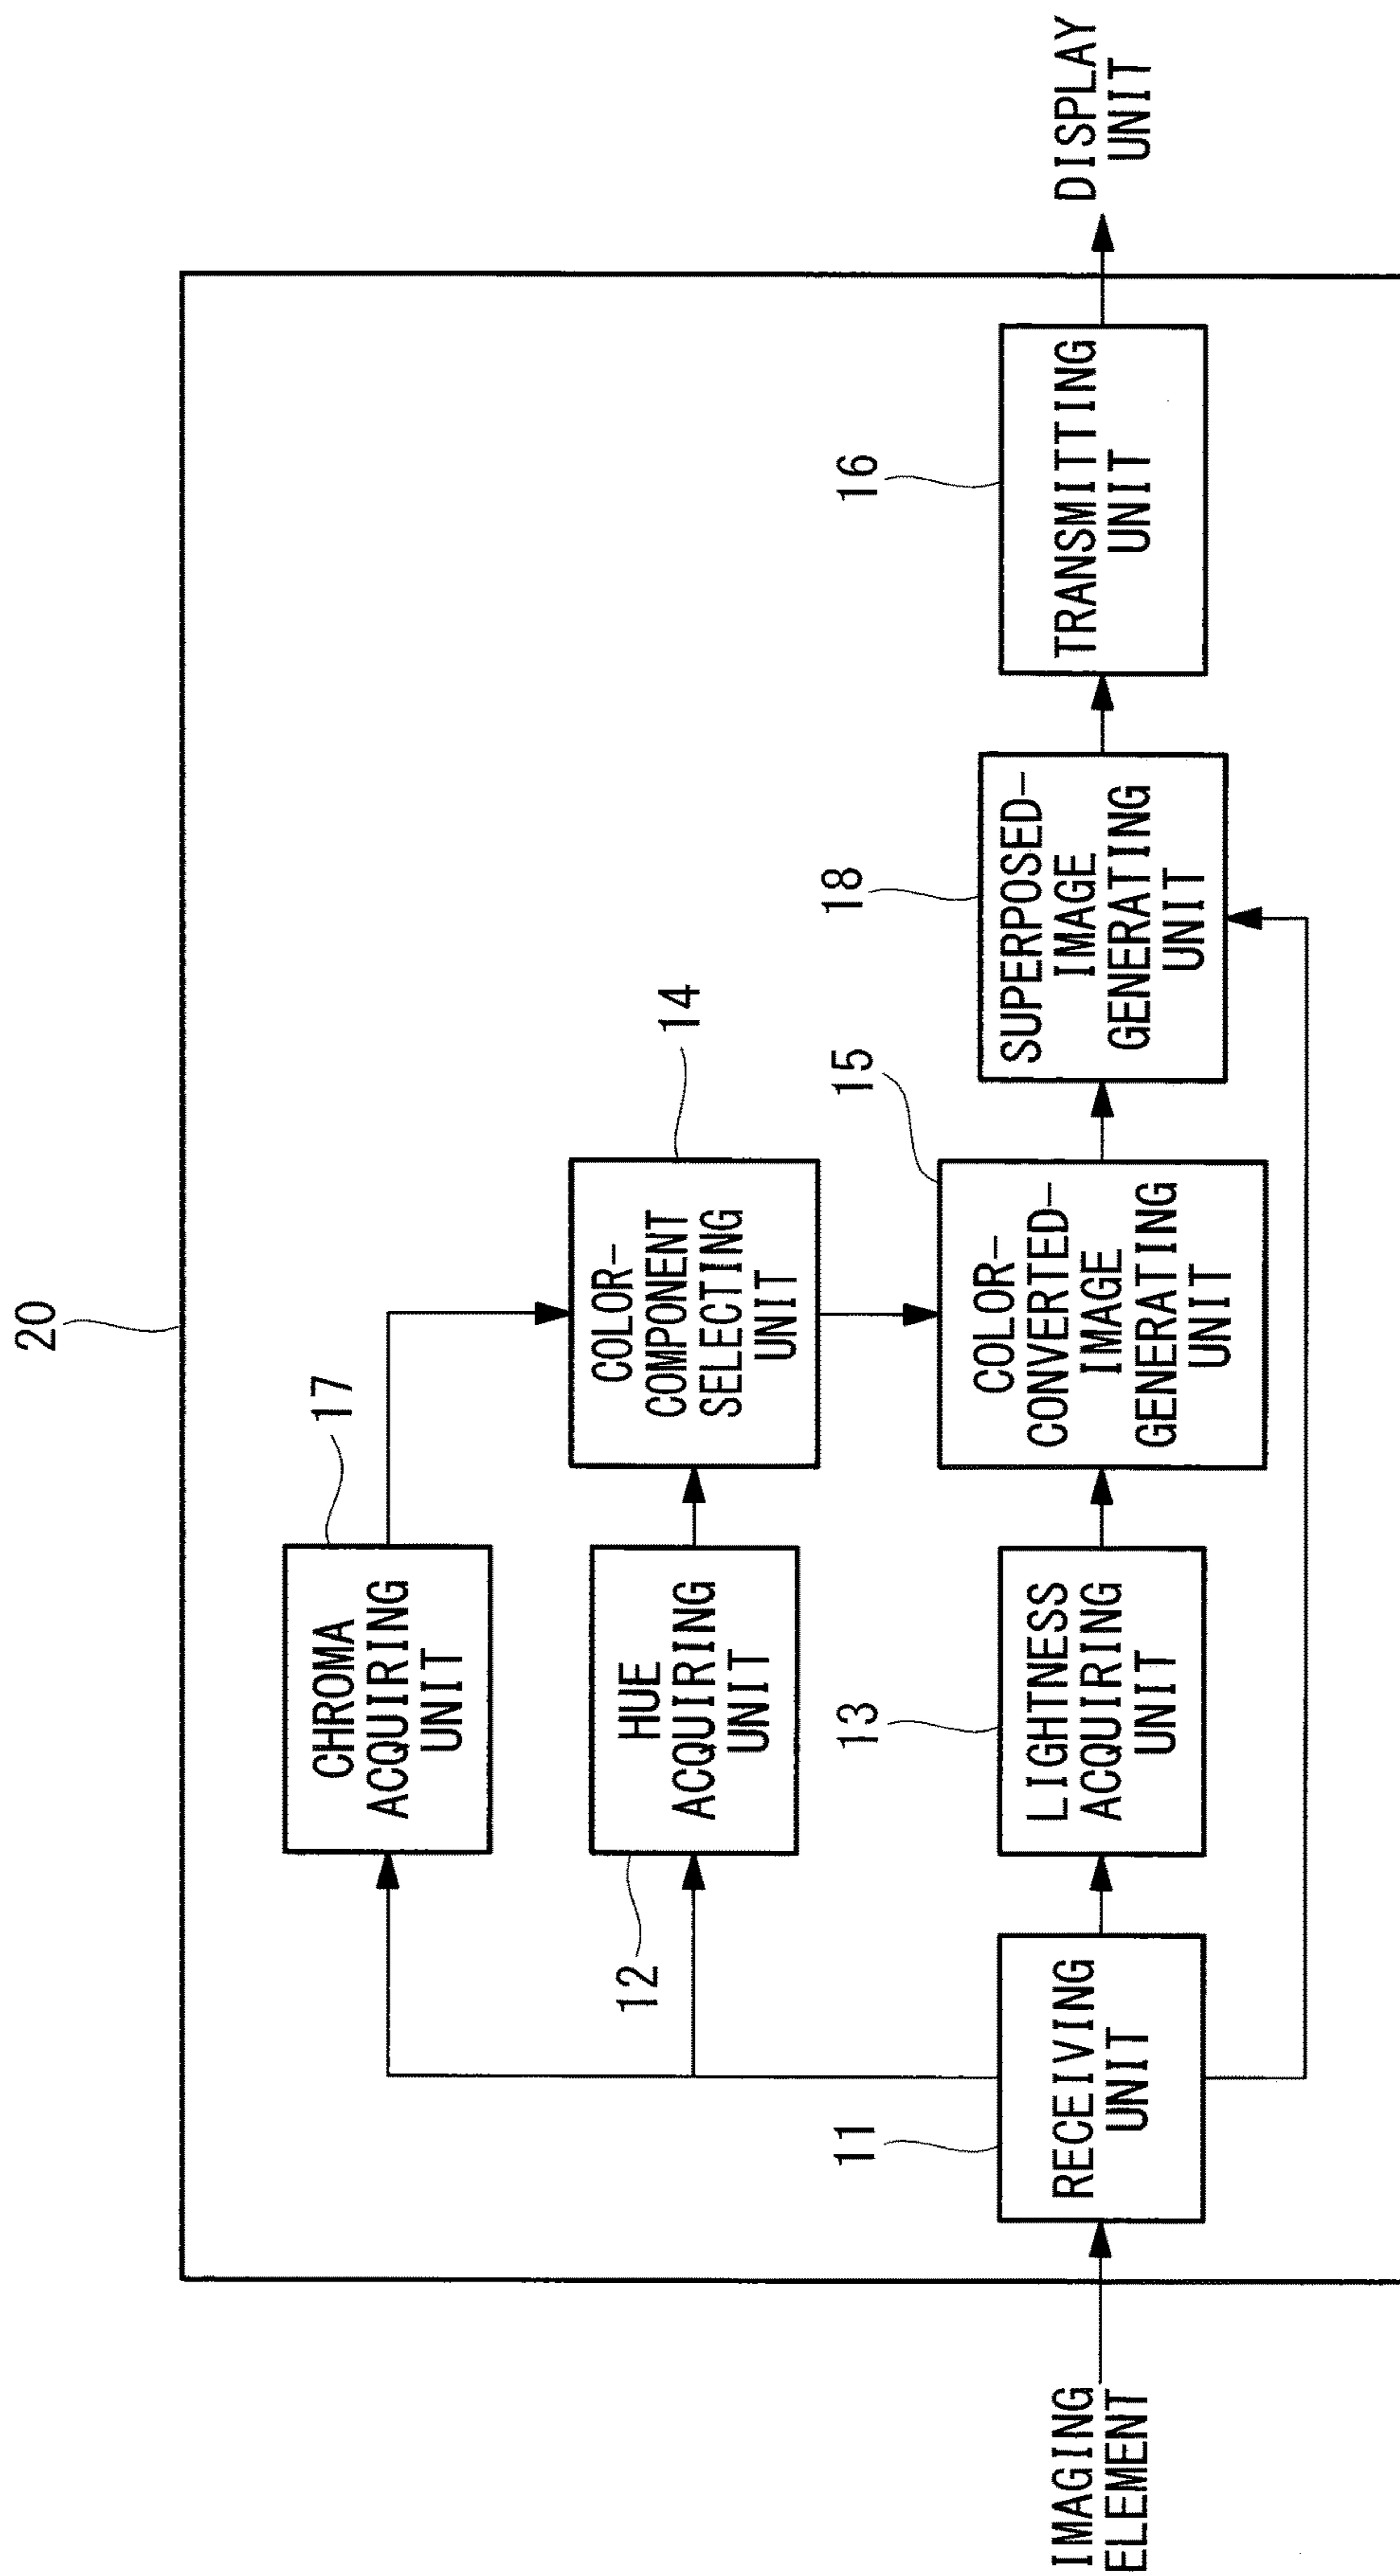 20
17
CHROMA
ACQUIRING
UNIT
14
12
HUE
ACQUIRING
UNIT
COLOR-
COMPONENT
SELECTING
UNIT
11
13
15
18
16
IMAGING
ELEMENT
RECEIVING
UNIT
LIGHTNESS
ACQUIRING
UNIT
COLOR-
CONVERTED-
IMAGE
GENERATING
UNIT
SUPERPOSED-
IMAGE
GENERATING
UNIT
TRANSMITTING
UNIT
DISPLAY
UNIT